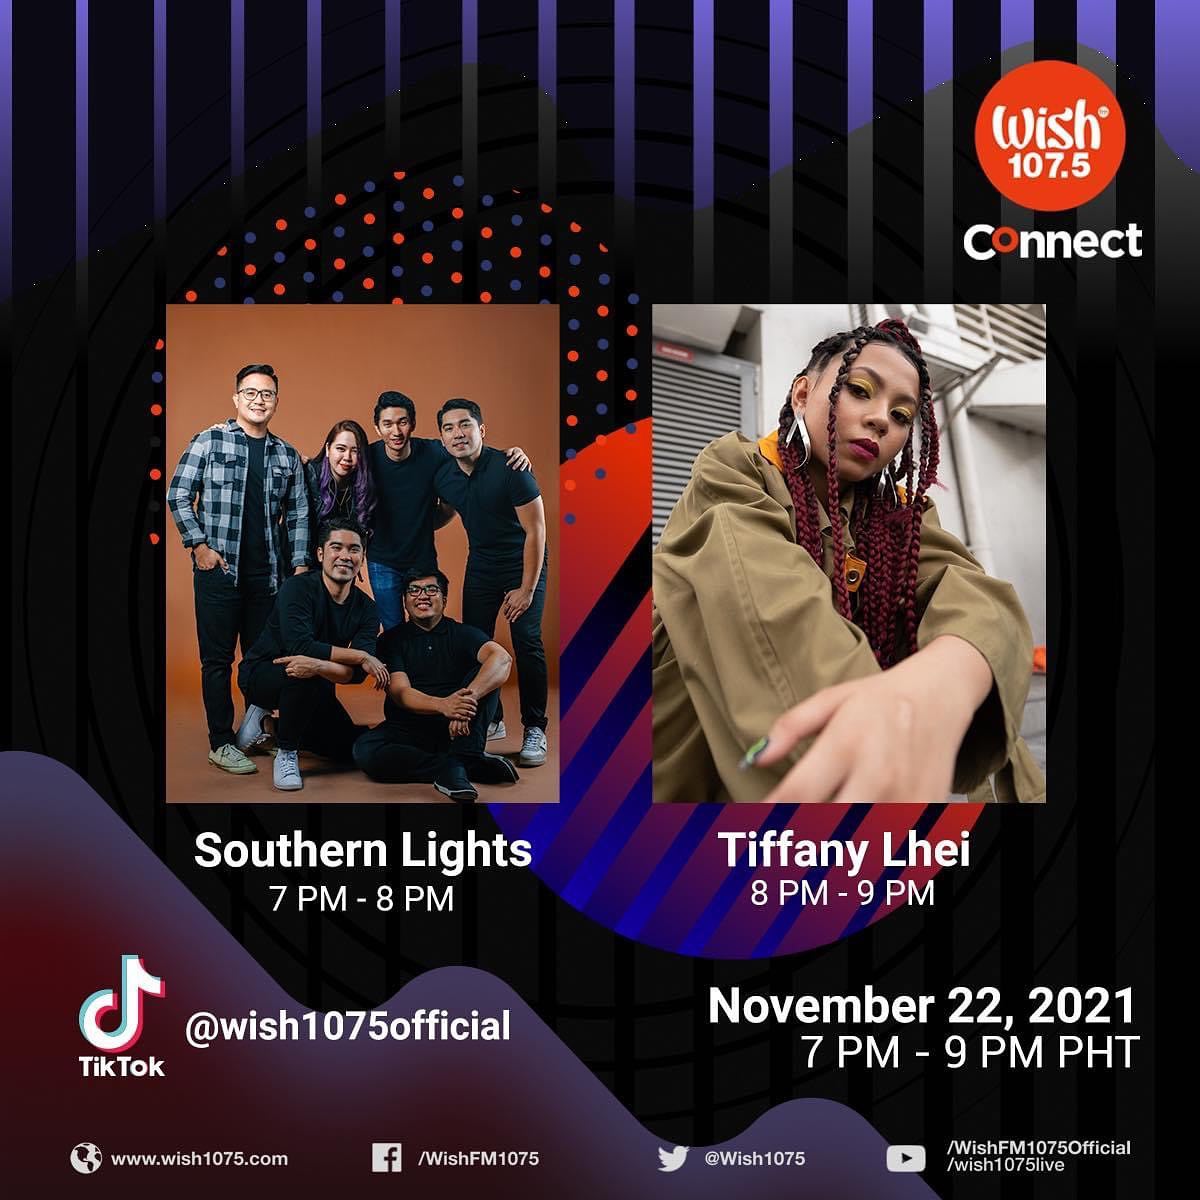 Wish
107.5
Connect
Southern Lights
7 PM - 8 PM
Tiffany Lhei
8 PM - 9 PM
TikTok
@wish1075official
November 22, 2021
7 PM - 9 PM PHT
www.wish1075.com
/WishFM1075
@Wish1075
/WishFM1075Official
/wish1075live